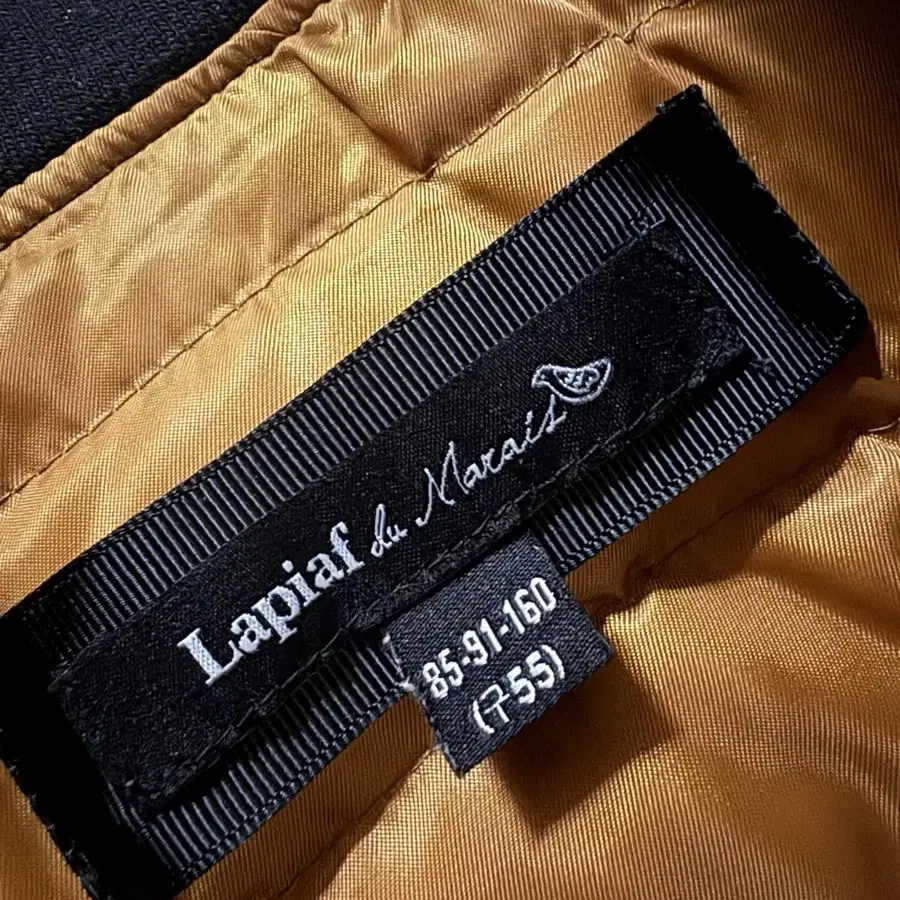 Lapiaf du Marais
85-91-160
(구55)